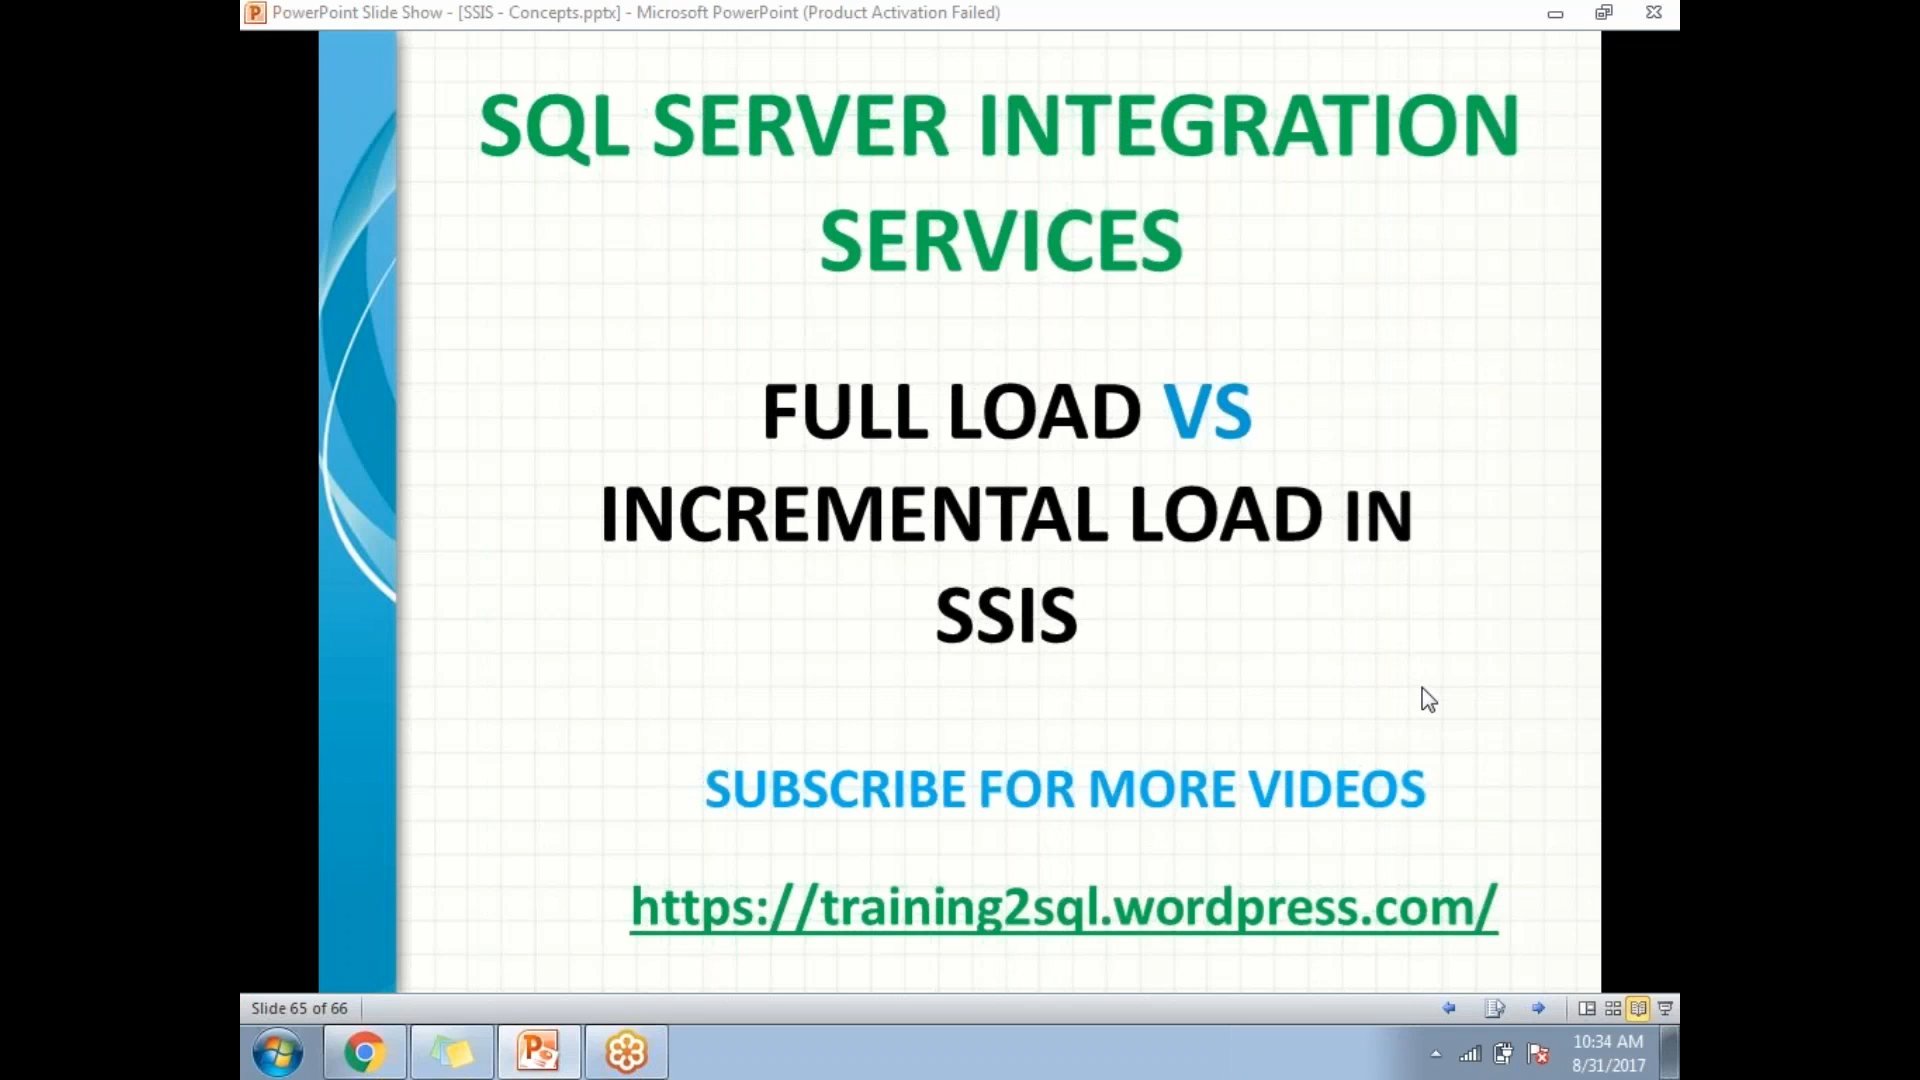 PowerPoint Slide Show - [SSIS - Concepts.pptx] - Microsoft PowerPoint (Product Activation Failed)
SQL SERVER INTEGRATION
SERVICES
FULL LOAD VS
INCREMENTAL LOAD IN
SSIS
SUBSCRIBE FOR MORE VIDEOS
https://training2sql.wordpress.com/
Slide 65 of 66
10:34 AM
8/31/2017